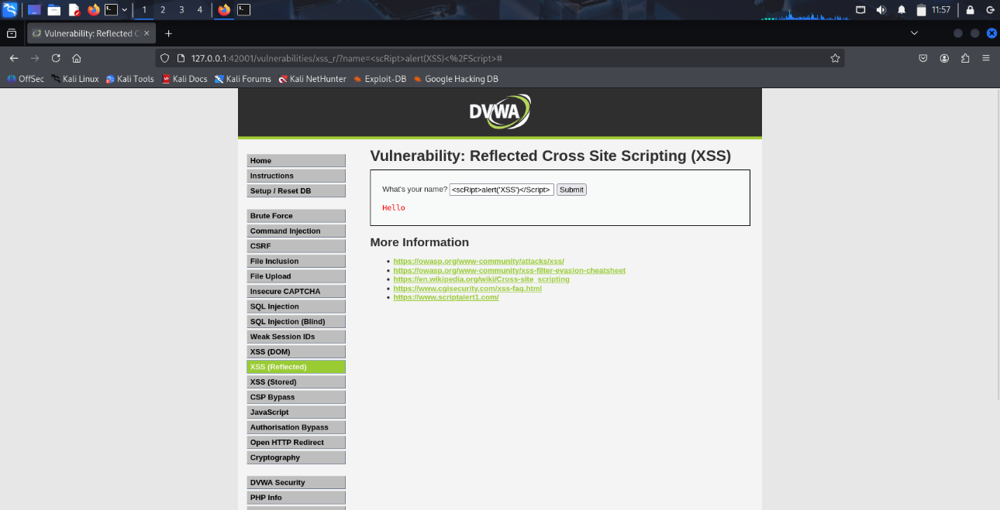 1 2 3 4 11:57
Vulnerability: Reflected C
127.0.0.1:42001/vulnerabilities/xss_r/?name=<scRipt>alert(XSS)<%2FScript>#
OffSec Kali Linux Kali Tools Kali Docs Kali Forums Kali NetHunter Exploit-DB Google Hacking DB
DVWA
Home
Instructions
Setup / Reset DB
Brute Force
Command Injection
CSRF
File Inclusion
File Upload
Insecure CAPTCHA
SQL Injection
SQL Injection (Blind)
Weak Session IDs
XSS (DOM)
XSS (Reflected)
XSS (Stored)
CSP Bypass
JavaScript
Authorisation Bypass
Open HTTP Redirect
Cryptography
DVWA Security
PHP Info
Vulnerability: Reflected Cross Site Scripting (XSS)
What's your name? <scRipt>alert('XSS')</Script> Submit
Hello
More Information
https://owasp.org/www-community/attacks/xss/
https://owasp.org/www-community/xss-filter-evasion-cheatsheet
https://en.wikipedia.org/wiki/Cross-site_scripting
https://www.cgisecurity.com/xss-faq.html
https://www.scriptalert1.com/